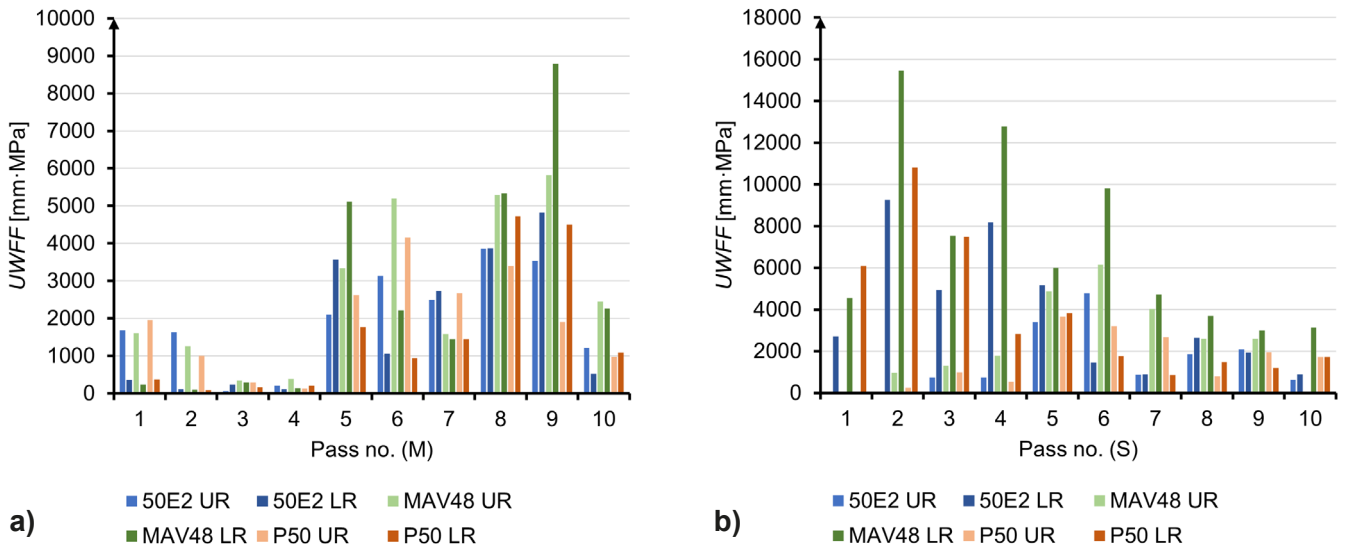 10000
9000
8000
7000
6000
5000
4000
3000
2000
1000
0
UWFF [mm·MPa]
1 2 3 4 5 6 7 8 9 10
Pass no. (M)
50E2 UR 50E2 LR MAV48 UR
MAV48 LR P50 UR P50 LR
a)
18000
16000
14000
12000
10000
8000
6000
4000
2000
0
UWFF [mm·MPa]
1 2 3 4 5 6 7 8 9 10
Pass no. (S)
50E2 UR 50E2 LR MAV48 UR
MAV48 LR P50 UR P50 LR
b)